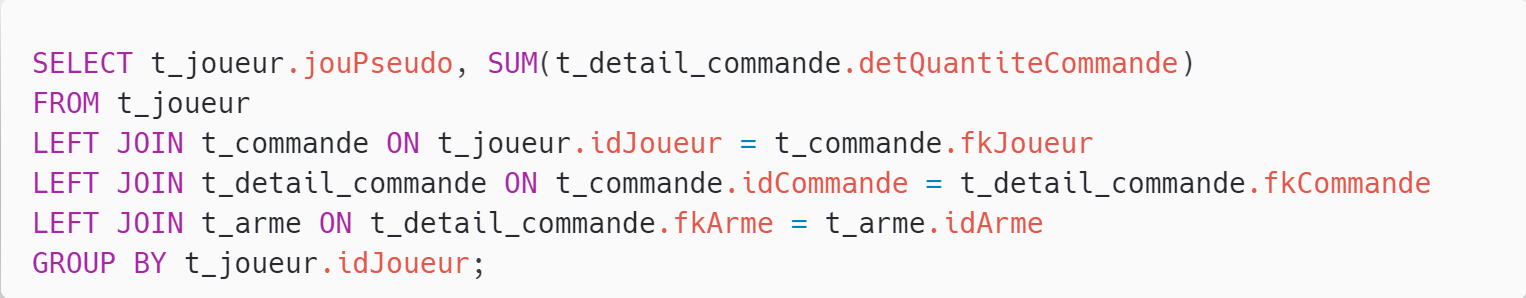 SELECT t_joueur.jouPseudo, SUM(t_detail_commande.detQuantiteCommande)
FROM t_joueur
LEFT JOIN t_commande ON t_joueur.idJoueur = t_commande.fkJoueur
LEFT JOIN t_detail_commande ON t_commande.idCommande = t_detail_commande.fkCommande
LEFT JOIN t_arme ON t_detail_commande.fkArme = t_arme.idArme
GROUP BY t_joueur.idJoueur;